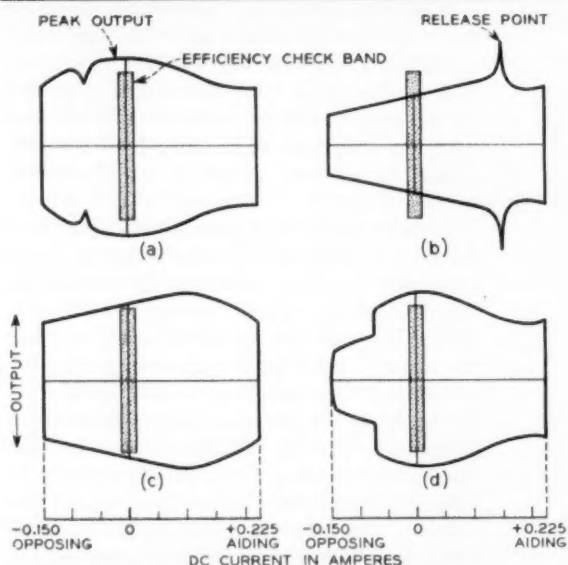 PEAK OUTPUT
RELEASE POINT
EFFICIENCY CHECK BAND
(a)
(b)
OUTPUT
(c)
(d)
-0.150 0 +0.225 -0.150 0 +0.225
OPPOSING AIDING OPPOSING AIDING
DC CURRENT IN AMPERES